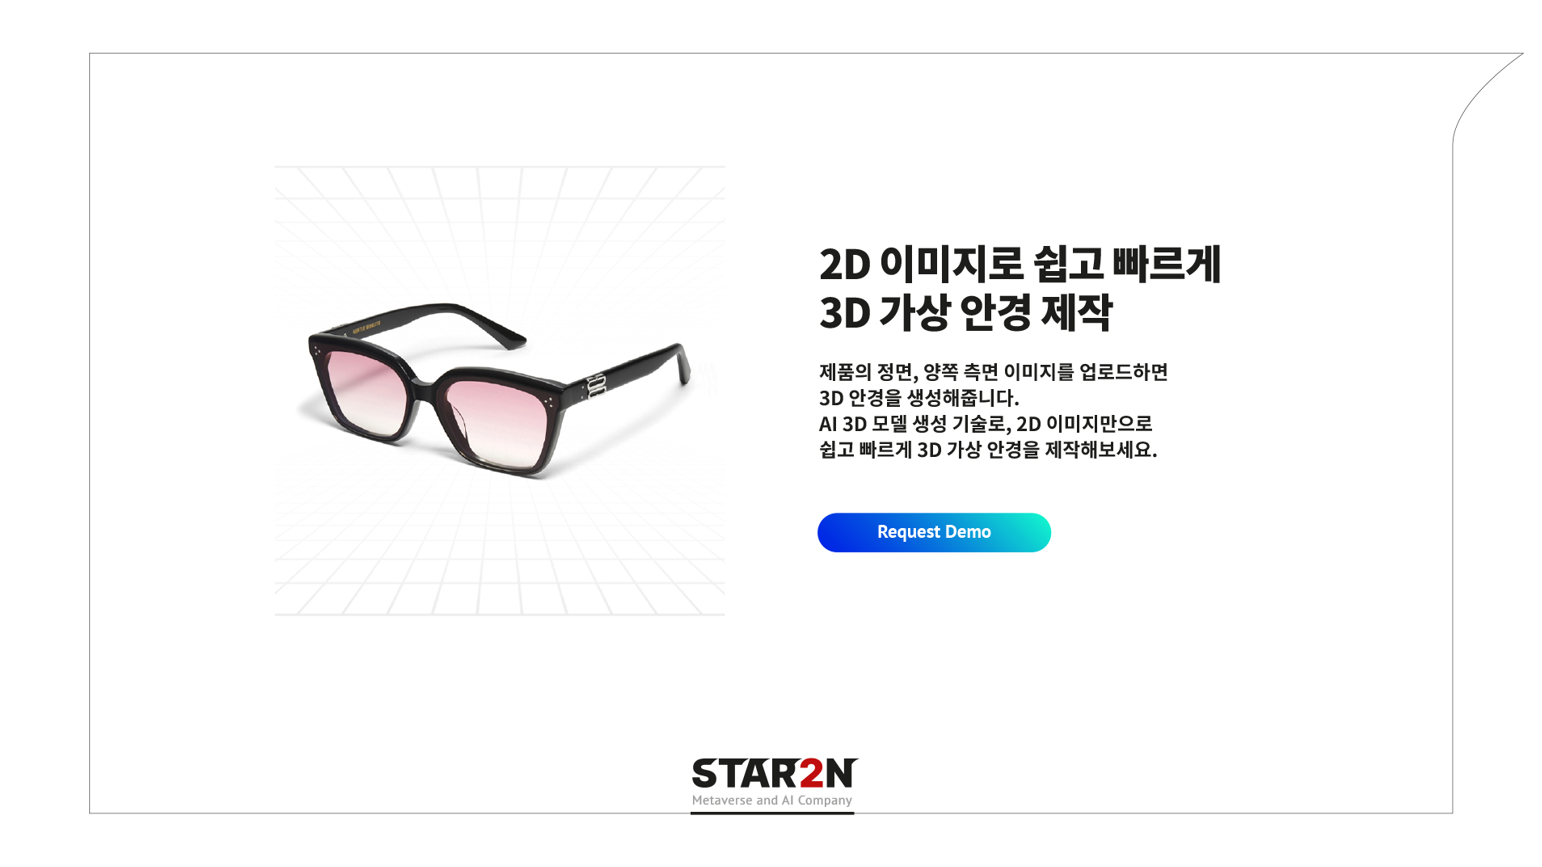 2D 이미지로 쉽고 빠르게
3D 가상 안경 제작
제품의 정면, 양쪽 측면 이미지를 업로드하면
3D 안경을 생성해줍니다.
AI 3D 모델 생성 기술로, 2D 이미지만으로
쉽고 빠르게 3D 가상 안경을 제작해보세요.
Request Demo
STAR2N
Metaverse and AI Company